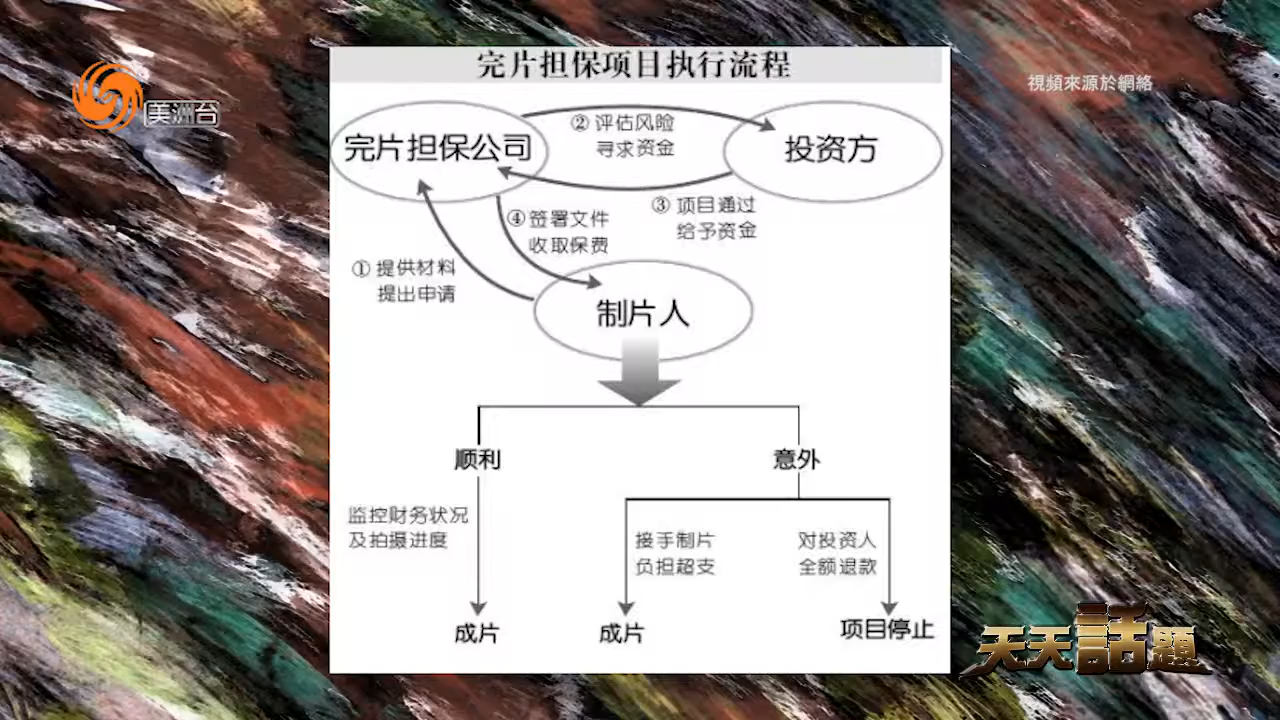 完片担保项目执行流程
美洲台
視頻來源於網絡
完片担保公司
② 评估风险
寻求资金
投资方
③ 项目通过
给予资金
④ 签署文件
收取保费
① 提供材料
提出申请
制片人
顺利
意外
监控财务状况
及拍摄进度
接手制片
负担超支
对投资人
全额退款
成片
成片
项目停止
天天話題